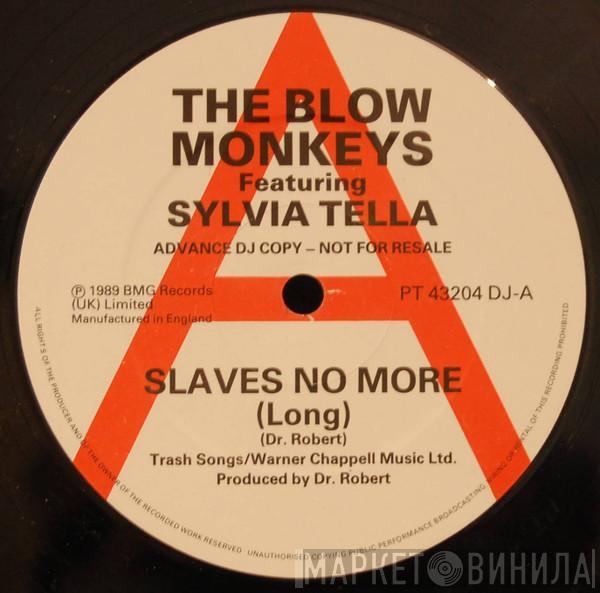 THE BLOW
MONKEYS
Featuring
SYLVIA TELLA
ADVANCE DJ COPY – NOT FOR RESALE
℗ 1989 BMG Records
(UK) Limited
Manufactured in England
PT 43204 DJ-A
SLAVES NO MORE
(Long)
(Dr. Robert)
Trash Songs/Warner Chappell Music Ltd.
Produced by Dr. Robert
ALL RIGHTS OF THE PRODUCER AND OF THE OWNER OF THE RECORDED WORK RESERVED UNAUTHORISED COPYING PUBLIC PERFORMANCE BROADCASTING HIRING OR RENTAL OF THIS RECORDING PROHIBITED
МАРКЕТ ВИНИЛА